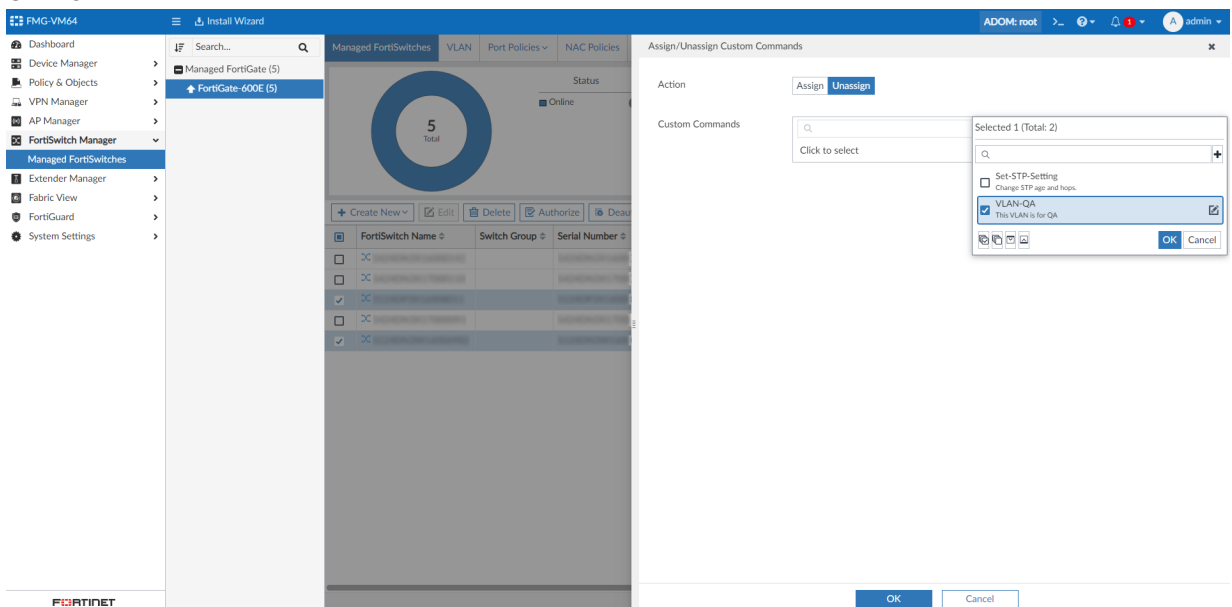 FMG-VM64
Install Wizard
ADOM: root
1
A
admin
Dashboard
Device Manager
Policy & Objects
VPN Manager
AP Manager
FortiSwitch Manager
Managed FortiSwitches
Extender Manager
Fabric View
FortiGuard
System Settings
FORTINET
Search...
Managed FortiGate (5)
FortiGate-600E (5)
Managed FortiSwitches VLAN Port Policies NAC Policies
Status
Online
5
Total
Create New Edit Delete Authorize Deau
FortiSwitch Name Switch Group Serial Number
Assign/Unassign Custom Commands
Action Assign Unassign
Custom Commands
Click to select
Selected 1 (Total: 2)
Set-STP-Setting
Change STP age and hops.
VLAN-QA
This VLAN is for QA
OK Cancel
OK Cancel